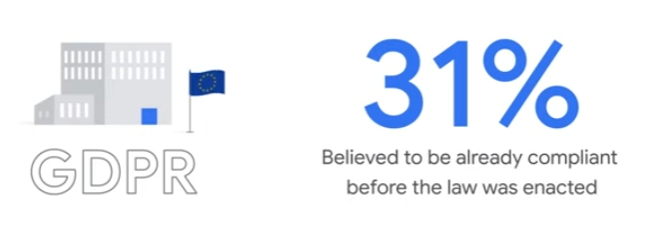 GDPR
31%
Believed to be already compliant
before the law was enacted